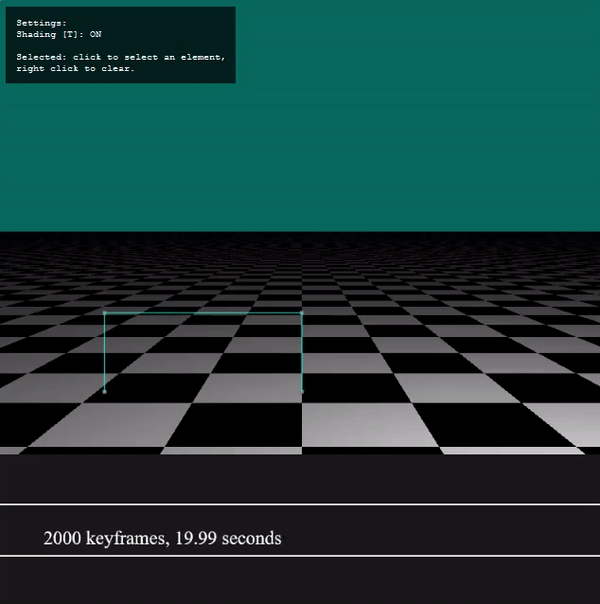 Settings:
Shading [T]: ON
Selected: click to select an element,
right click to clear.
2000 keyframes, 19.99 seconds